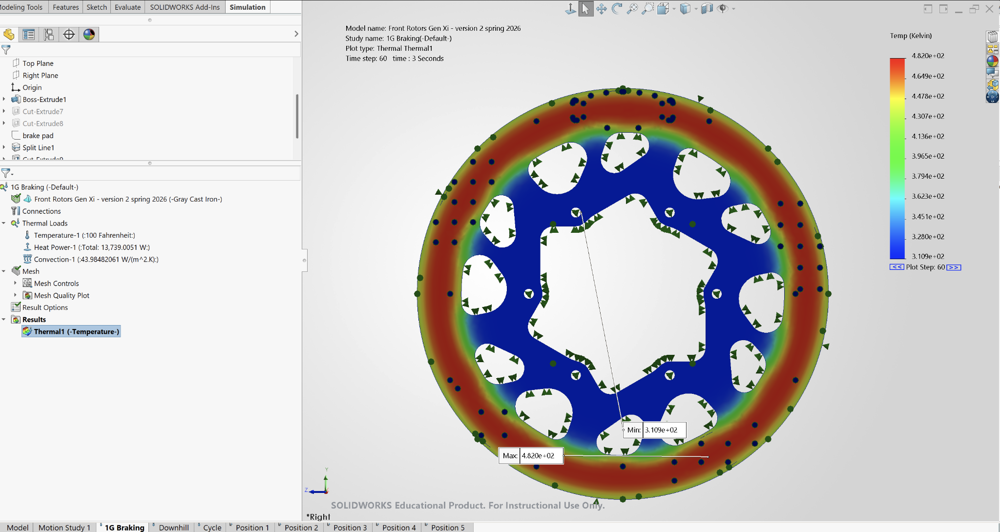 odeling Tools Features Sketch Evaluate SOLIDWORKS Add-Ins Simulation
Top Plane
Right Plane
Origin
Boss-Extrude1
Cut-Extrude7
Cut-Extrude8
brake pad
Split Line1
Cut-Extrude9
1G Braking (-Default-)
Front Rotors Gen Xi - version 2 spring 2026 (-Gray Cast Iron-)
Connections
Thermal Loads
Temperature-1 (:100 Fahrenheit:)
Heat Power-1 (:Total: 13,739.0051 W:)
Convection-1 (:43.98482061 W/(m^2.K):)
Mesh
Mesh Controls
Mesh Quality Plot
Result Options
Results
Thermal1 (-Temperature-)
Model name: Front Rotors Gen Xi - version 2 spring 2026
Study name: 1G Braking(-Default-)
Plot type: Thermal Thermal1
Time step: 60 time : 3 Seconds
Temp (Kelvin)
4.820e+02
4.649e+02
4.478e+02
4.307e+02
4.136e+02
3.965e+02
3.794e+02
3.623e+02
3.451e+02
3.280e+02
3.109e+02
<< Plot Step: 60 >>
Min: 3.109e+02
Max: 4.820e+02
Y
Z
SOLIDWORKS Educational Product. For Instructional Use Only.
*Right
Model Motion Study 1 1G Braking Downhill Cycle Position 1 Position 2 Position 3 Position 4 Position 5